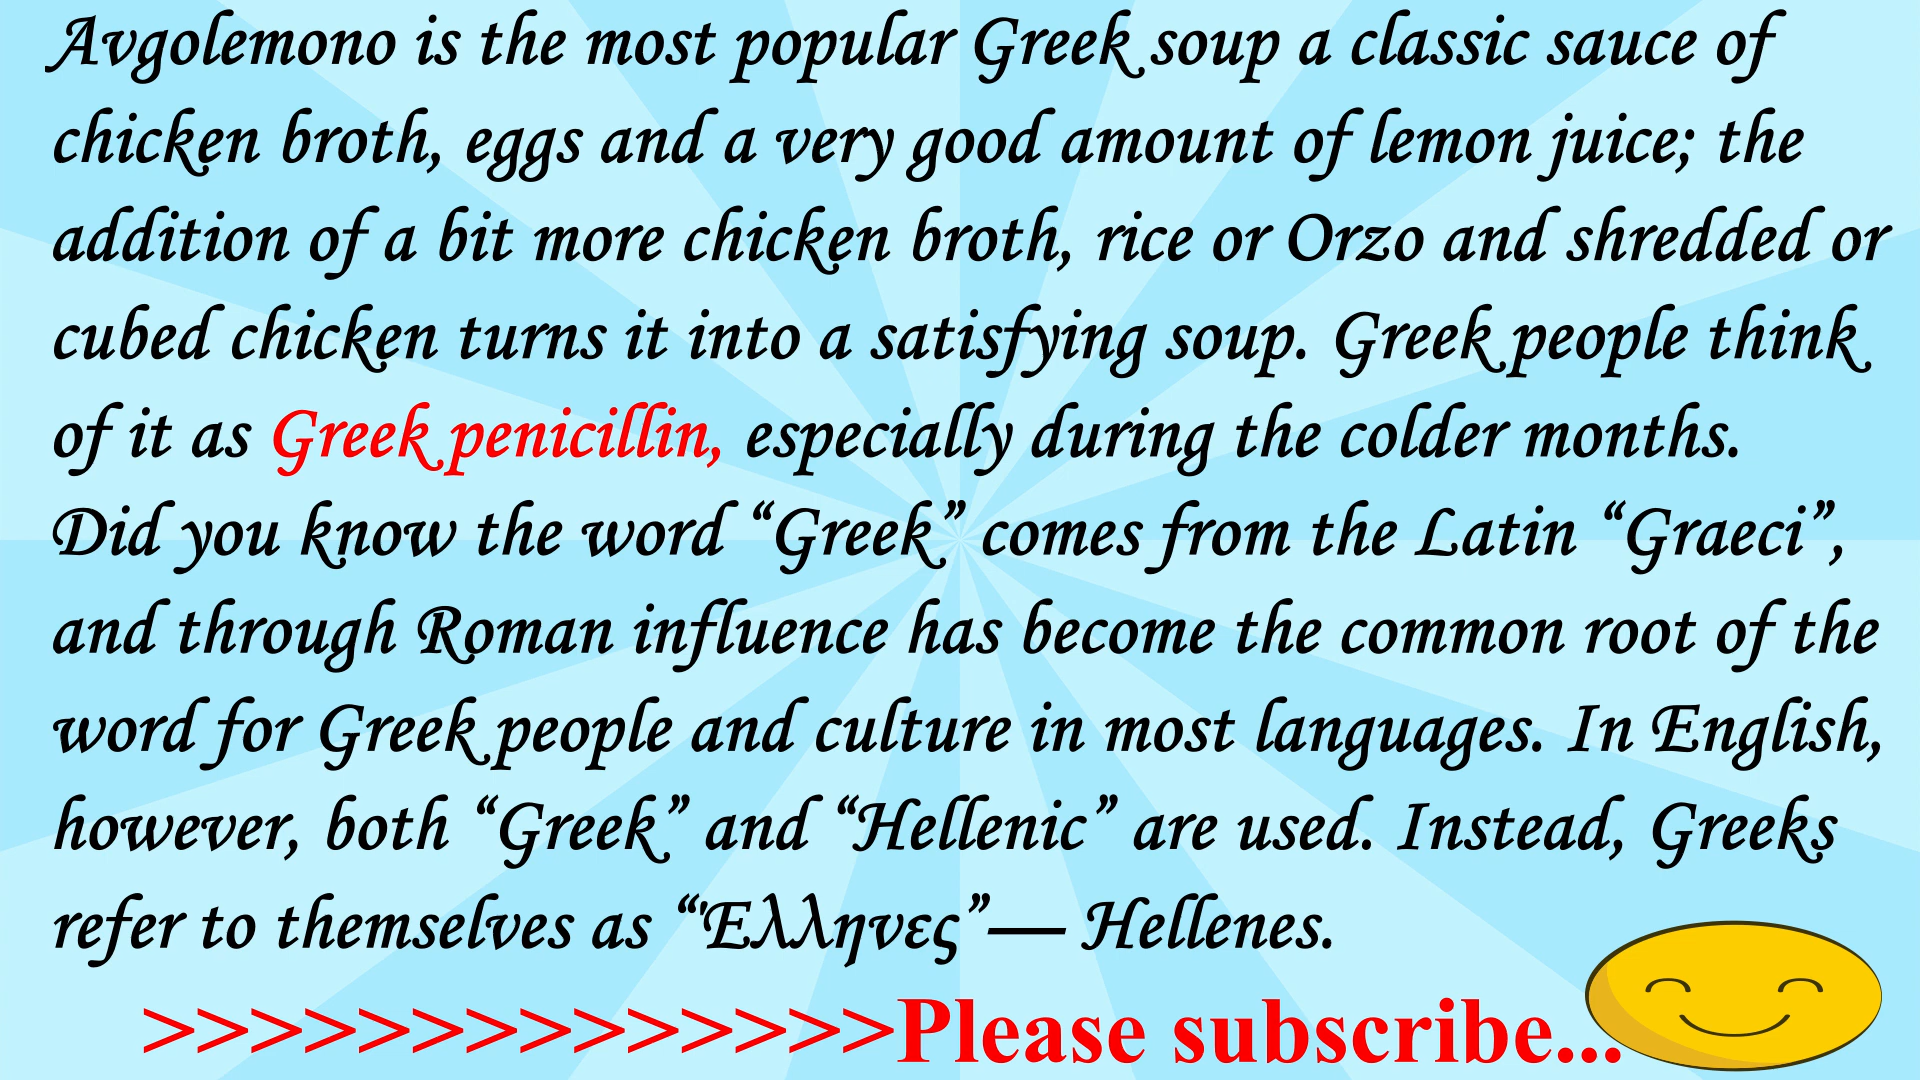 Avgolemono is the most popular Greek soup a classic sauce of
chicken broth, eggs and a very good amount of lemon juice; the
addition of a bit more chicken broth, rice or Orzo and shredded or
cubed chicken turns it into a satisfying soup. Greek people think
of it as Greek penicillin, especially during the colder months.
Did you know the word “Greek” comes from the Latin “Graeci”,
and through Roman influence has become the common root of the
word for Greek people and culture in most languages. In English,
however, both “Greek” and “Hellenic” are used. Instead, Greeks
refer to themselves as “Έλληνες”— Hellenes.
>>>>>>>>>>>>>>Please subscribe...